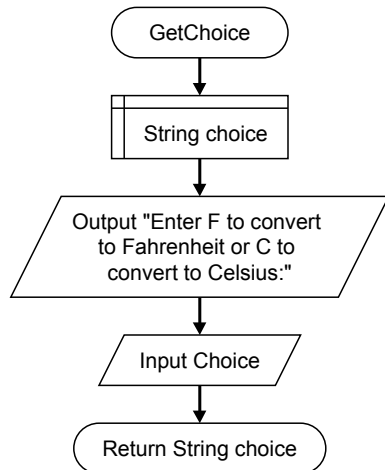 GetChoice
String choice
Output "Enter F to convert
to Fahrenheit or C to
convert to Celsius:"
Input Choice
Return String choice